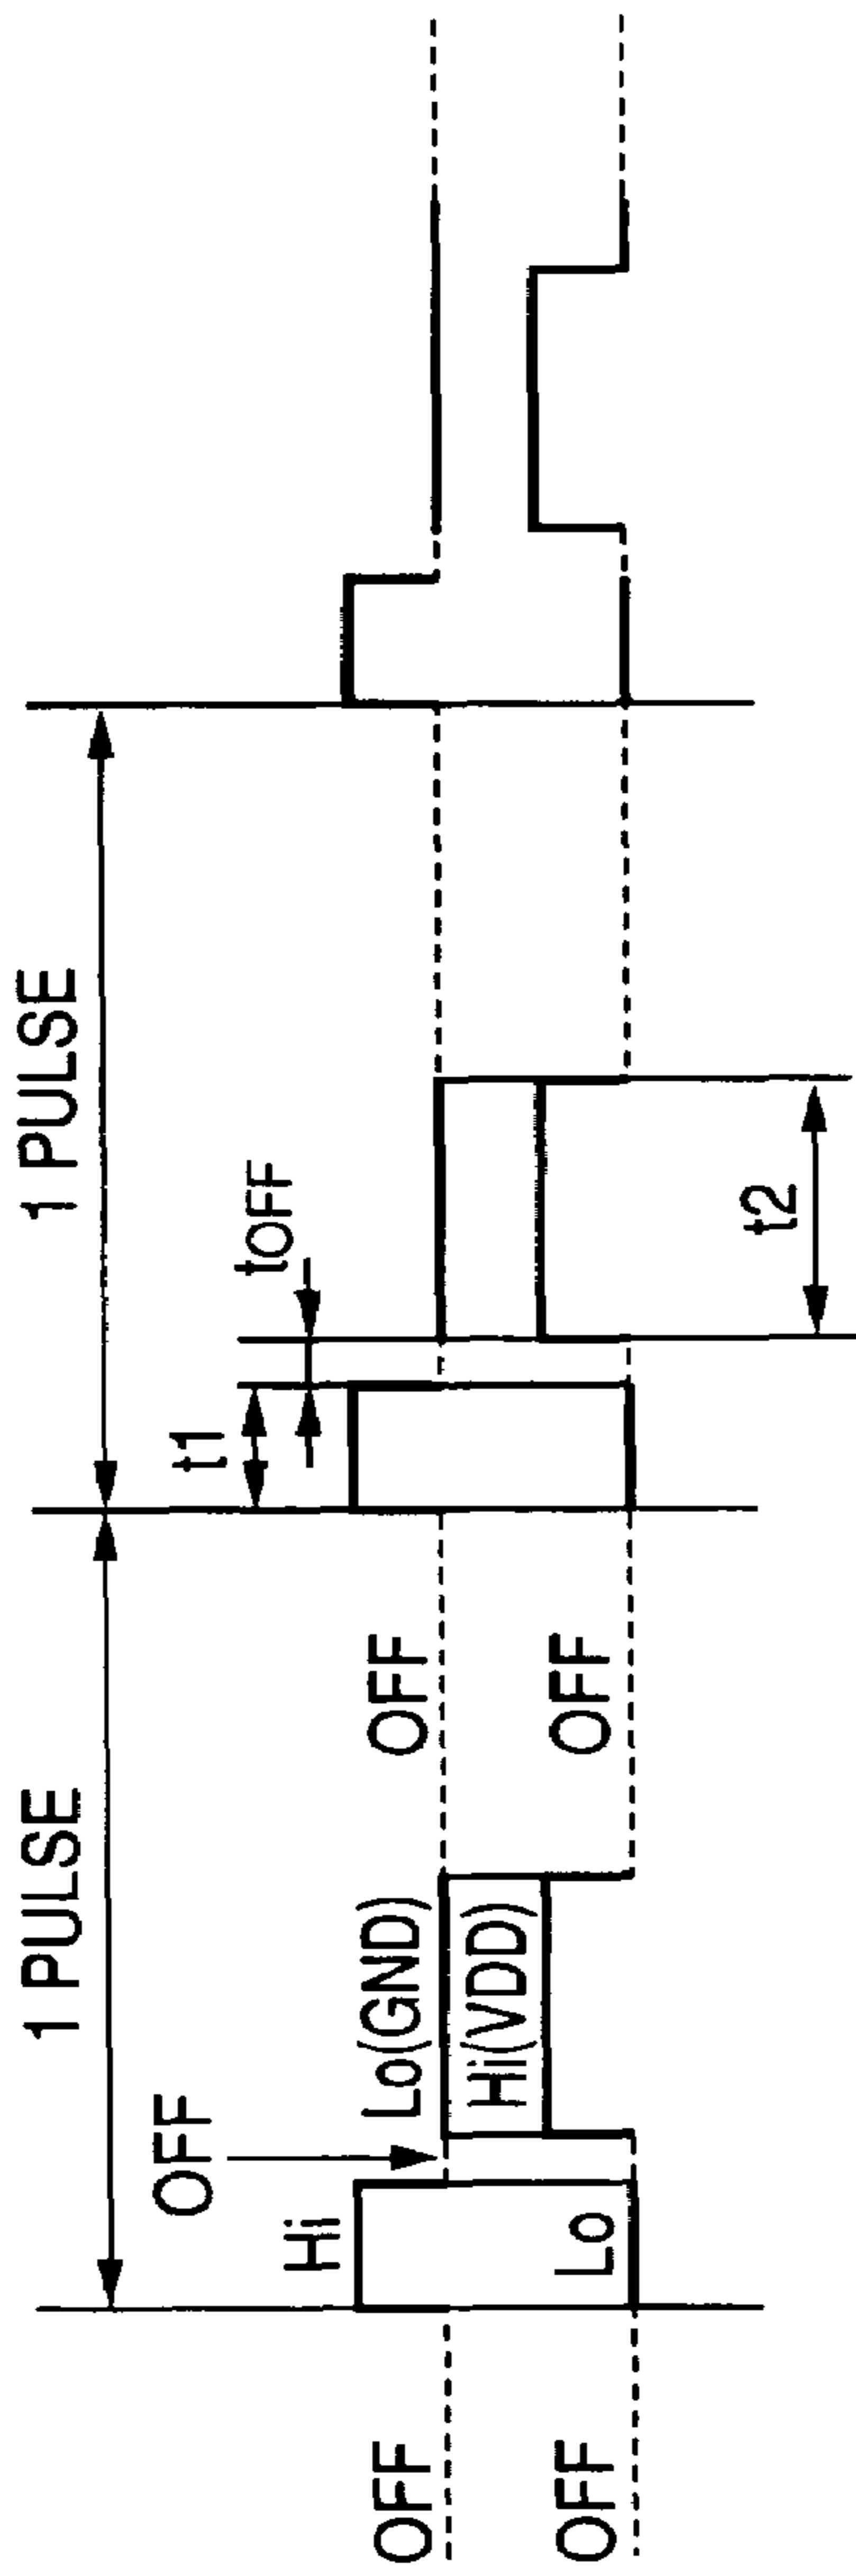 1 PULSE
1 PULSE
OFF
tOFF
t1
Hi
OFF
Lo(GND)
OFF
OFF
Hi(VDD)
OFF
Lo
t2